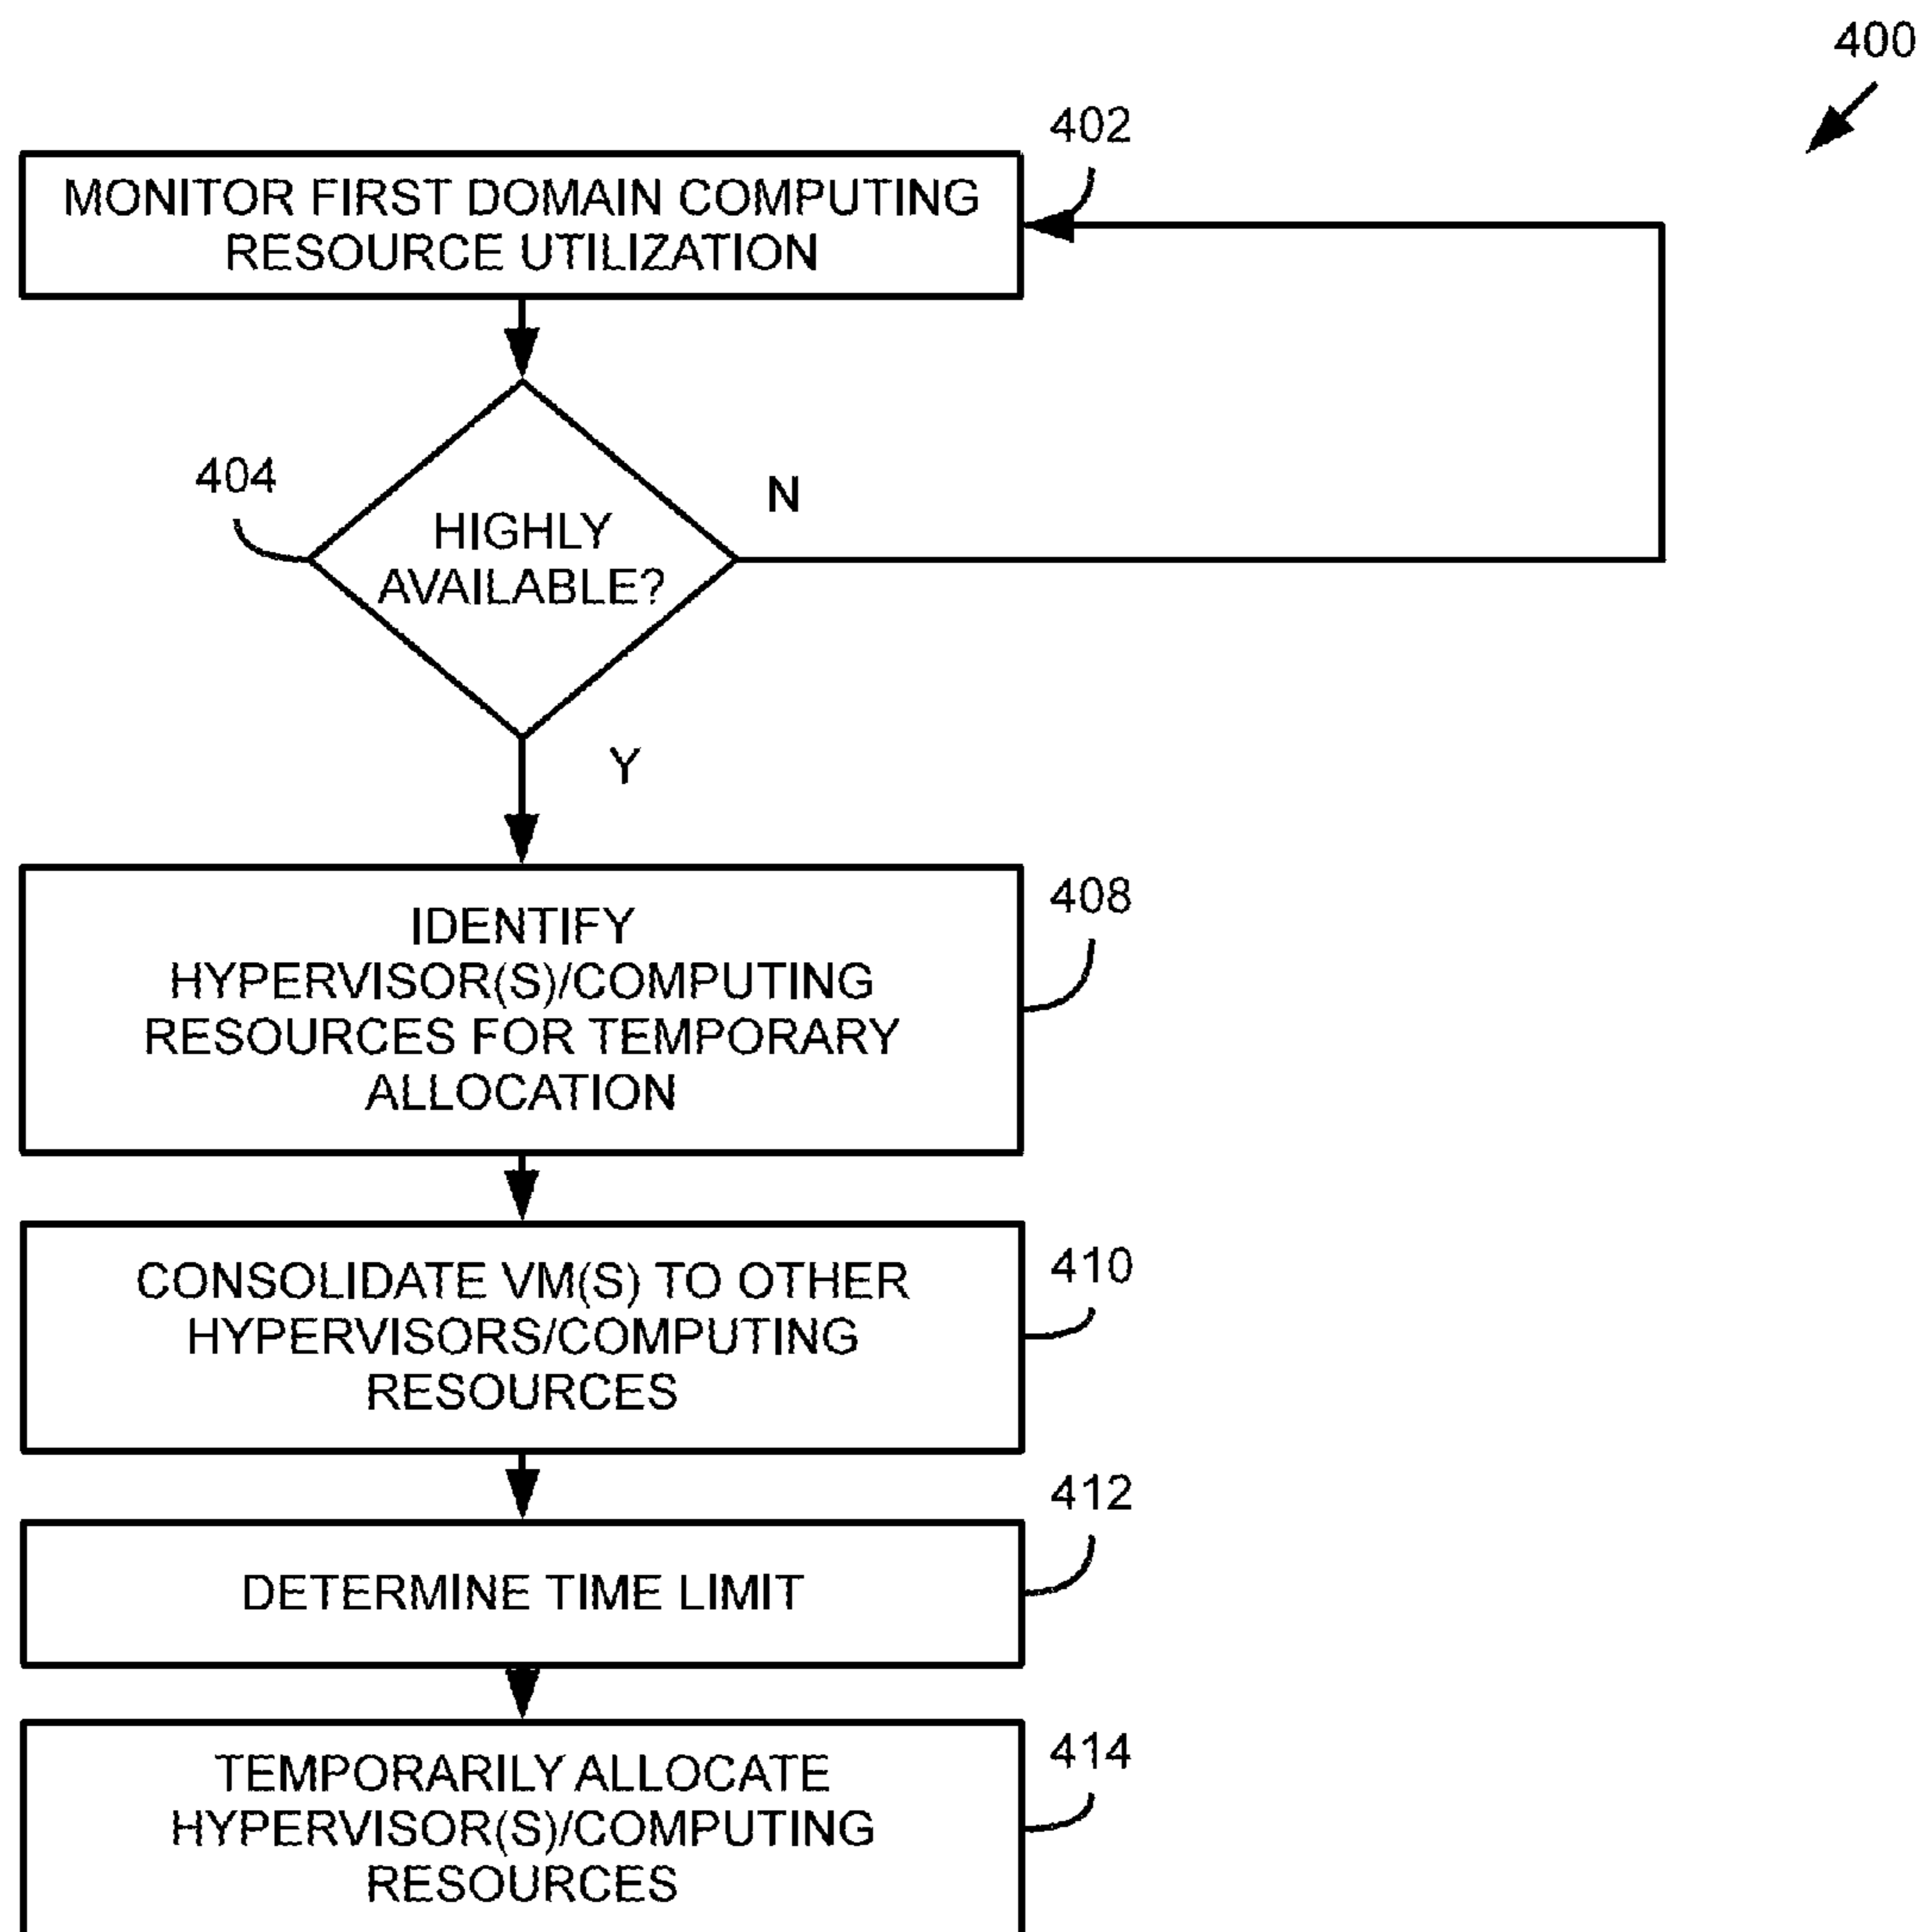 400
402
MONITOR FIRST DOMAIN COMPUTING
RESOURCE UTILIZATION
404
N
HIGHLY
AVAILABLE?
Y
408
IDENTIFY
HYPERVISOR(S)/COMPUTING
RESOURCES FOR TEMPORARY
ALLOCATION
410
CONSOLIDATE VM(S) TO OTHER
HYPERVISORS/COMPUTING
RESOURCES
412
DETERMINE TIME LIMIT
414
TEMPORARILY ALLOCATE
HYPERVISOR(S)/COMPUTING
RESOURCES